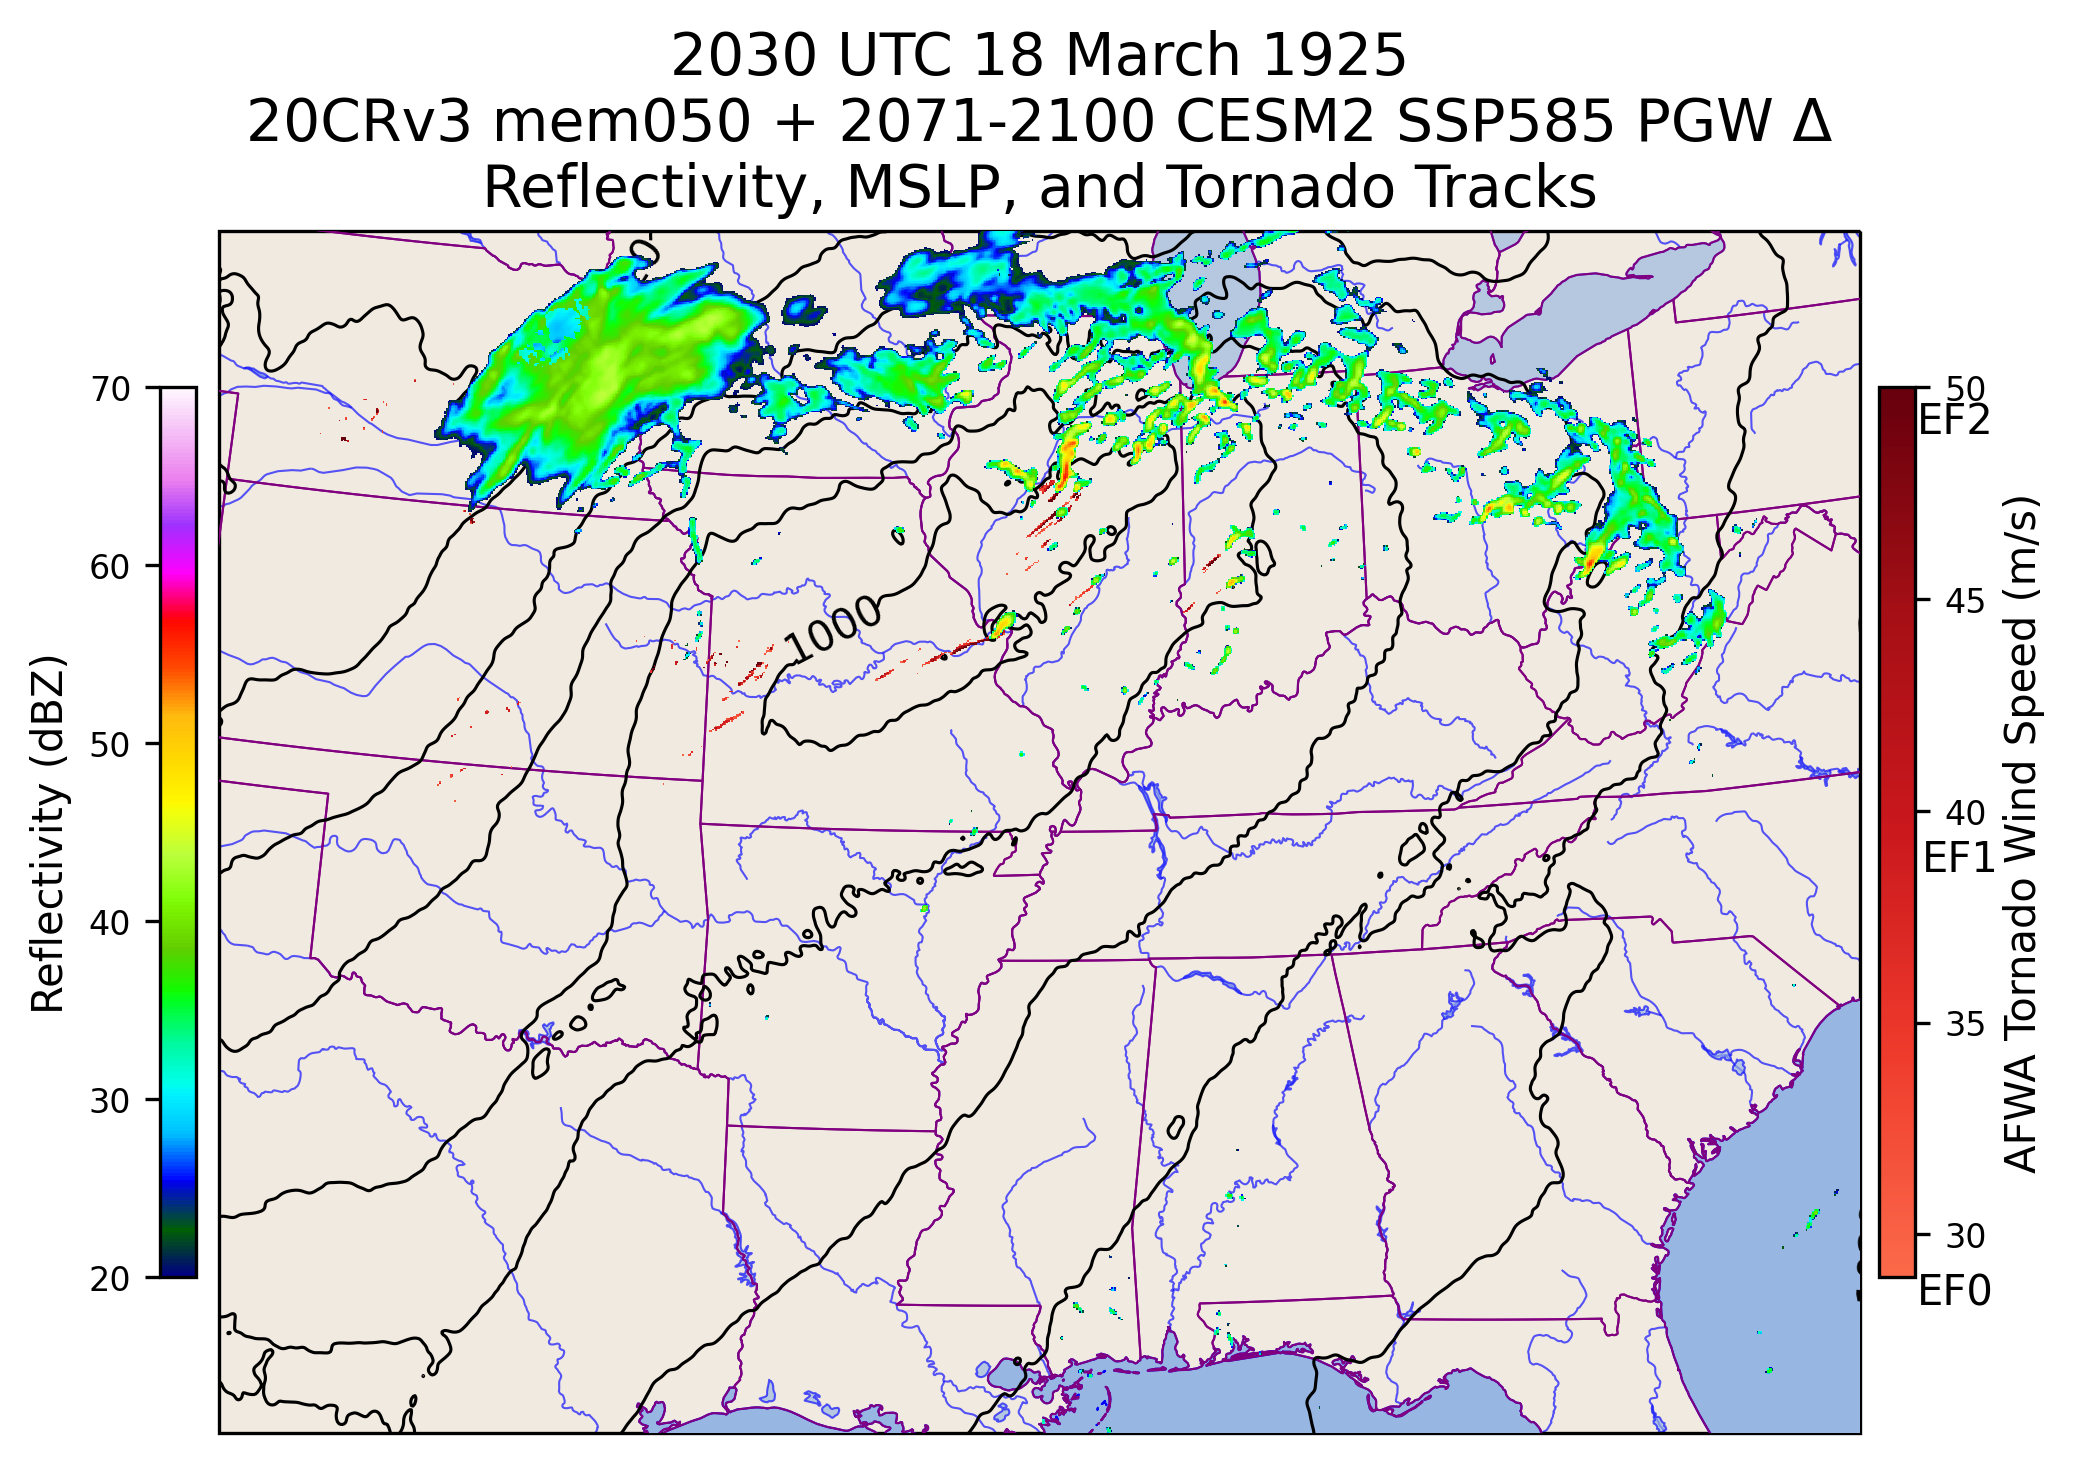 2030 UTC 18 March 1925
20CRv3 mem050 + 2071-2100 CESM2 SSP585 PGW Δ
Reflectivity, MSLP, and Tornado Tracks
70
60
50
40
30
20
Reflectivity (dBZ)
1000
50
EF2
45
40
EF1
35
30
EF0
AFWA Tornado Wind Speed (m/s)